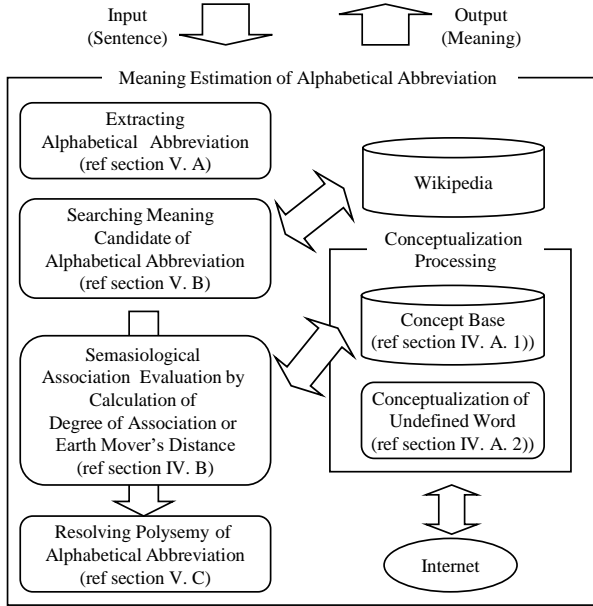 Input
(Sentence)
Output
(Meaning)
Meaning Estimation of Alphabetical Abbreviation
Extracting
Alphabetical Abbreviation
(ref section V. A)
Searching Meaning
Candidate of
Alphabetical Abbreviation
(ref section V. B)
Semasiological
Association Evaluation by
Calculation of
Degree of Association or
Earth Mover's Distance
(ref section IV. B)
Resolving Polysemy of
Alphabetical Abbreviation
(ref section V. C)
Wikipedia
Conceptualization
Processing
Concept Base
(ref section IV. A. 1))
Conceptualization of
Undefined Word
(ref section IV. A. 2))
Internet